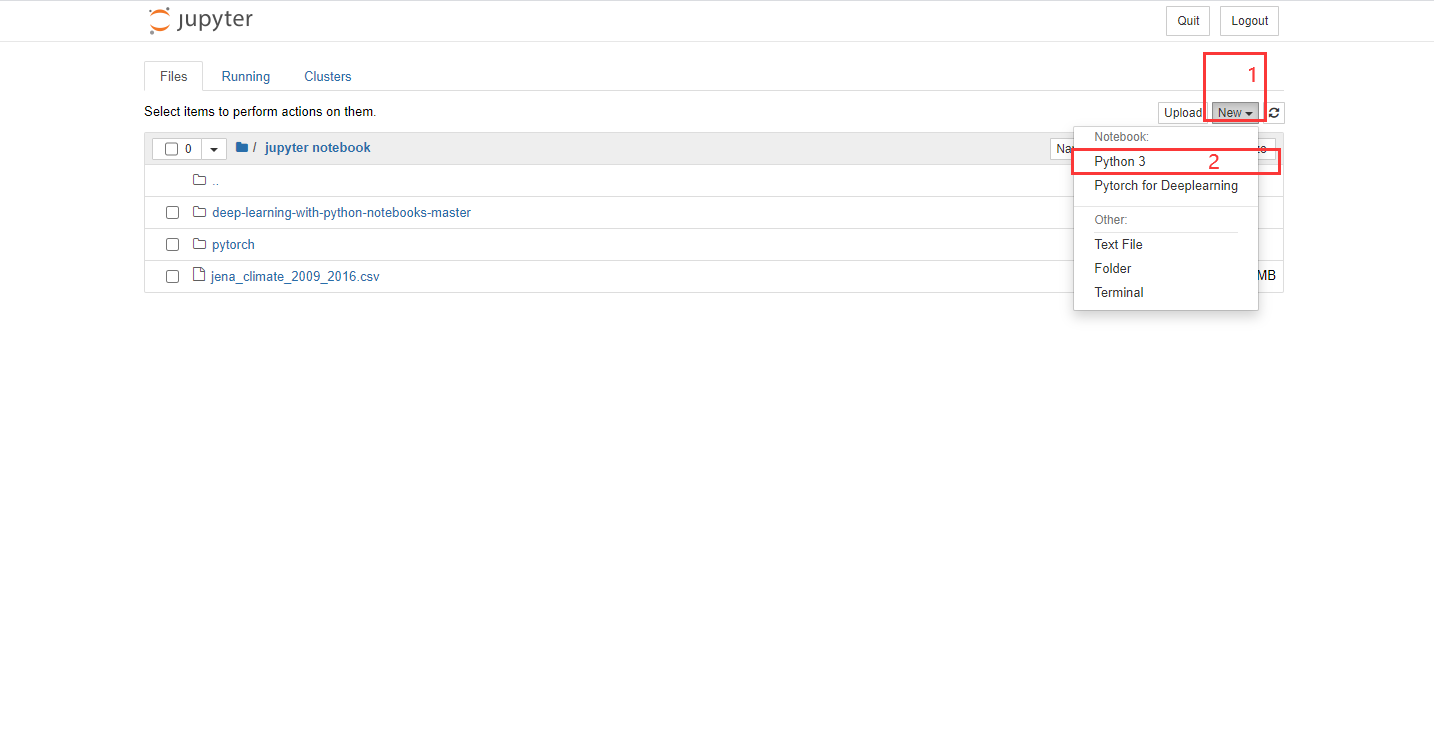 jupyter
Quit
Logout
Files
Running
Clusters
1
Select items to perform actions on them.
Upload
New
0
/
jupyter notebook
Notebook:
Python 3
2
Pytorch for Deeplearning
..
deep-learning-with-python-notebooks-master
Other:
pytorch
Text File
jena_climate_2009_2016.csv
Folder
MB
Terminal